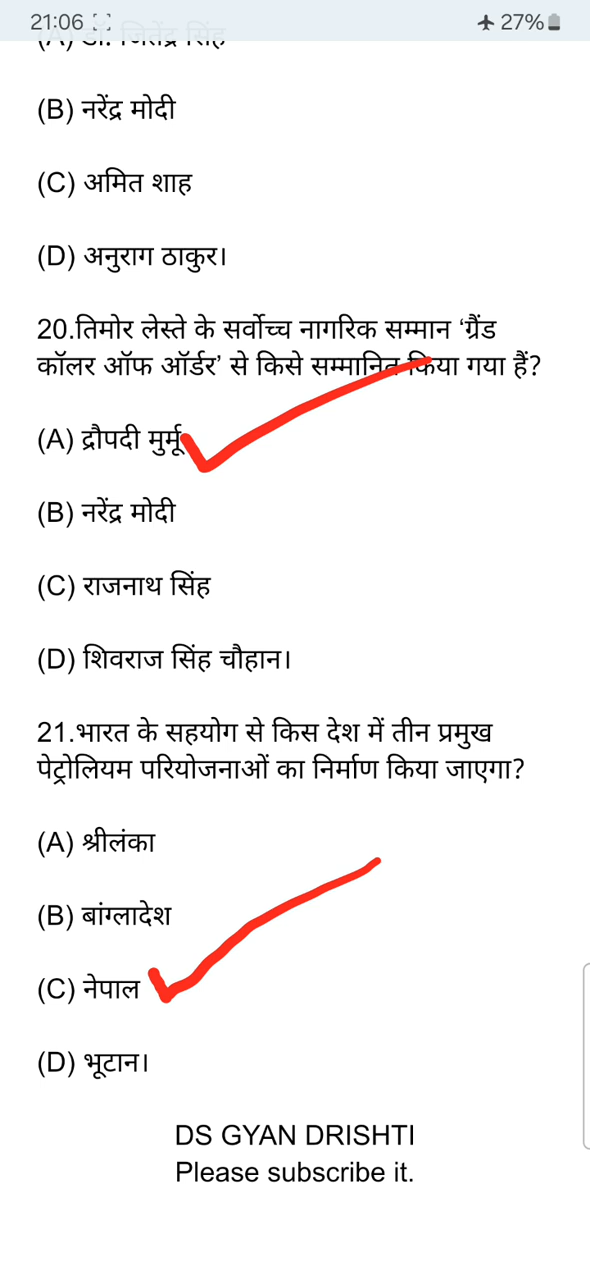 21:06
27%
(A) डॉ. जितेंद्र सिंह
(B) नरेंद्र मोदी
(C) अमित शाह
(D) अनुराग ठाकुर।
20.तिमोर लेस्ते के सर्वोच्च नागरिक सम्मान ‘ग्रैंड
कॉलर ऑफ ऑर्डर’ से किसे सम्मानित किया गया हैं?
(A) द्रौपदी मुर्मू
(B) नरेंद्र मोदी
(C) राजनाथ सिंह
(D) शिवराज सिंह चौहान।
21.भारत के सहयोग से किस देश में तीन प्रमुख
पेट्रोलियम परियोजनाओं का निर्माण किया जाएगा?
(A) श्रीलंका
(B) बांग्लादेश
(C) नेपाल
(D) भूटान।
DS GYAN DRISHTI
Please subscribe it.